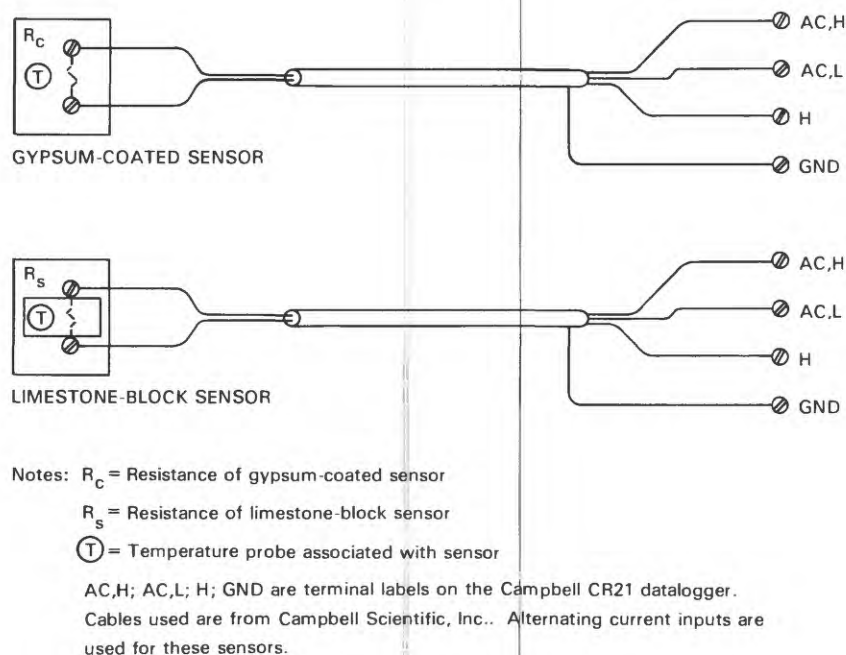 R_c
T
GYPSUM-COATED SENSOR
AC,H
AC,L
H
GND
R_s
T
LIMESTONE-BLOCK SENSOR
AC,H
AC,L
H
GND
Notes: R_c = Resistance of gypsum-coated sensor
R_s = Resistance of limestone-block sensor
T = Temperature probe associated with sensor
AC,H; AC,L; H; GND are terminal labels on the Campbell CR21 datalogger.
Cables used are from Campbell Scientific, Inc.. Alternating current inputs are
used for these sensors.